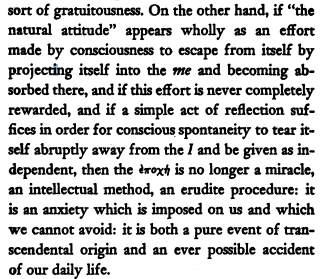 sort of gratuitousness. On the other hand, if “the
natural attitude” appears wholly as an effort
made by consciousness to escape from itself by
projecting itself into the me and becoming ab-
sorbed there, and if this effort is never completely
rewarded, and if a simple act of reflection suf-
fices in order for conscious spontaneity to tear it-
self abruptly away from the I and be given as in-
dependent, then the ἐποχή is no longer a miracle,
an intellectual method, an erudite procedure: it
is an anxiety which is imposed on us and which
we cannot avoid: it is both a pure event of tran-
scendental origin and an ever possible accident
of our daily life.